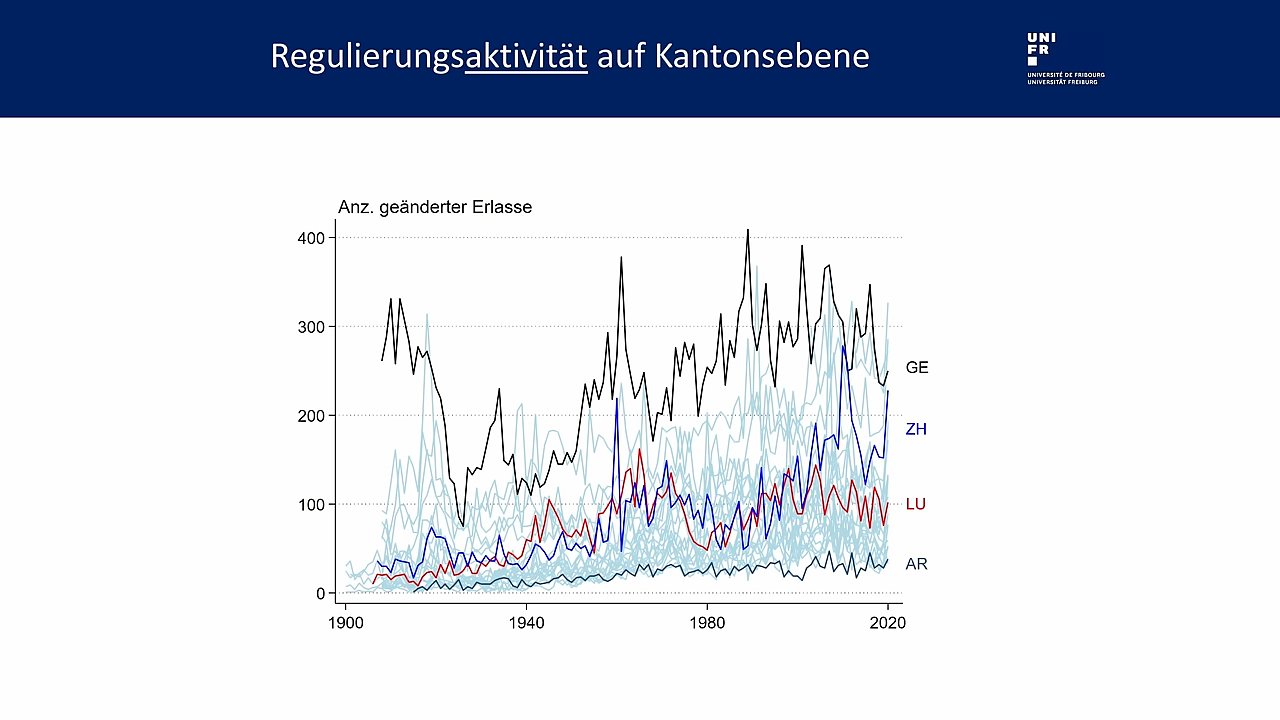 Regulierungsaktivität auf Kantonsebene
UNI
FR
UNIVERSITÉ DE FRIBOURG
UNIVERSITÄT FREIBURG
Anz. geänderter Erlasse
400
300
200
100
0
GE
ZH
LU
AR
1900 1940 1980 2020